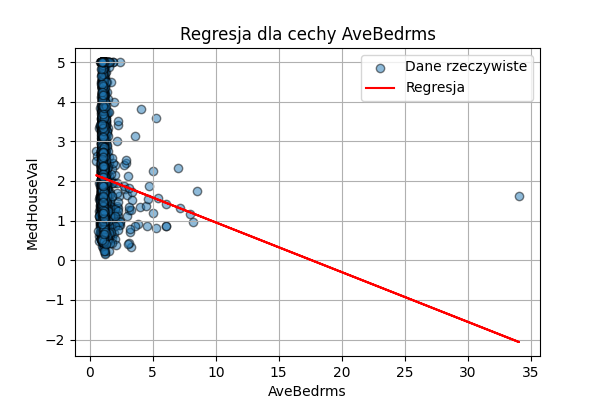 Regresja dla cechy AveBedrms
Dane rzeczywiste
Regresja
MedHouseVal
5
4
3
2
1
0
−1
−2
0 5 10 15 20 25 30 35
AveBedrms